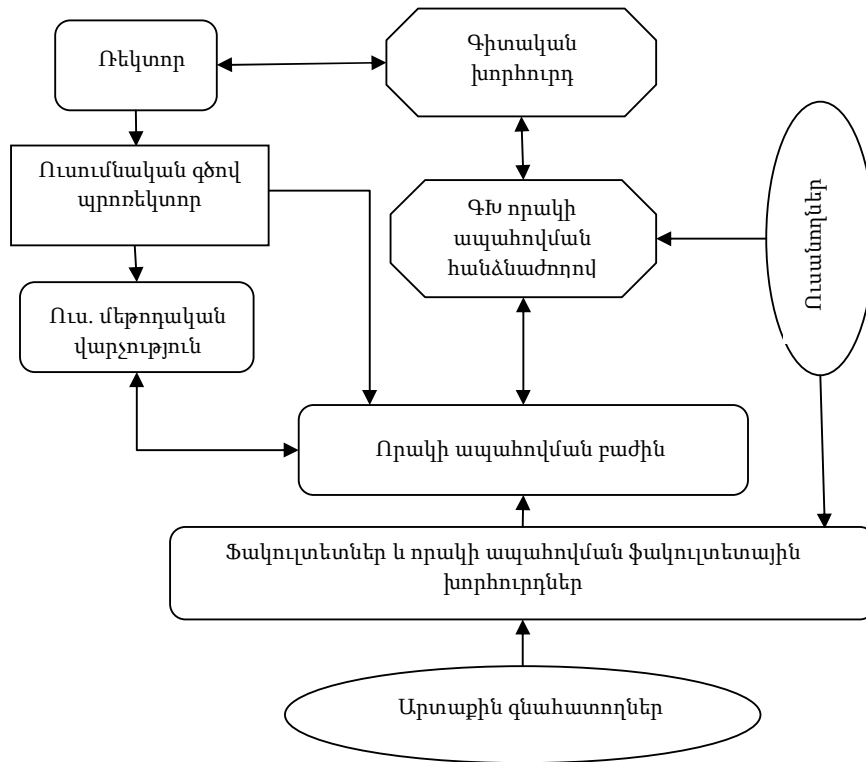 Ռեկտոր
Գիտական
խորհուրդ
Ուսումնական գծով
պրոռեկտոր
ԳԽ որակի
ապահովման
հանձնաժողով
Ուսանողներ
Ուս. մեթոդական
վարչություն
Որակի ապահովման բաժին
Ֆակուլտետներ և որակի ապահովման ֆակուլտետային
խորհուրդներ
Արտաքին գնահատողներ